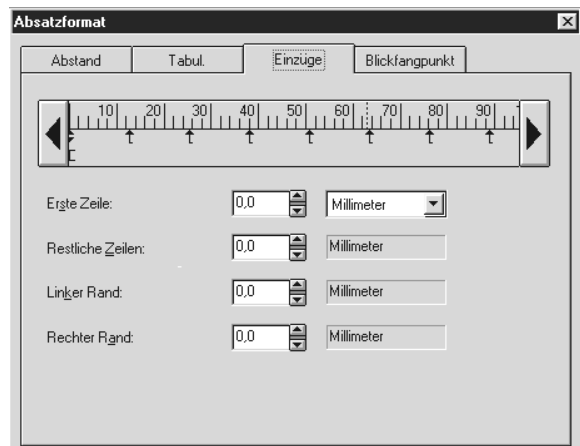 Absatzformat
Abstand Tabul. Einzüge Blickfangpunkt
10 20 30 40 50 60 70 80 90
t t t t t t t t
Erste Zeile: 0,0 Millimeter
Restliche Zeilen: 0,0 Millimeter
Linker Rand: 0,0 Millimeter
Rechter Rand: 0,0 Millimeter